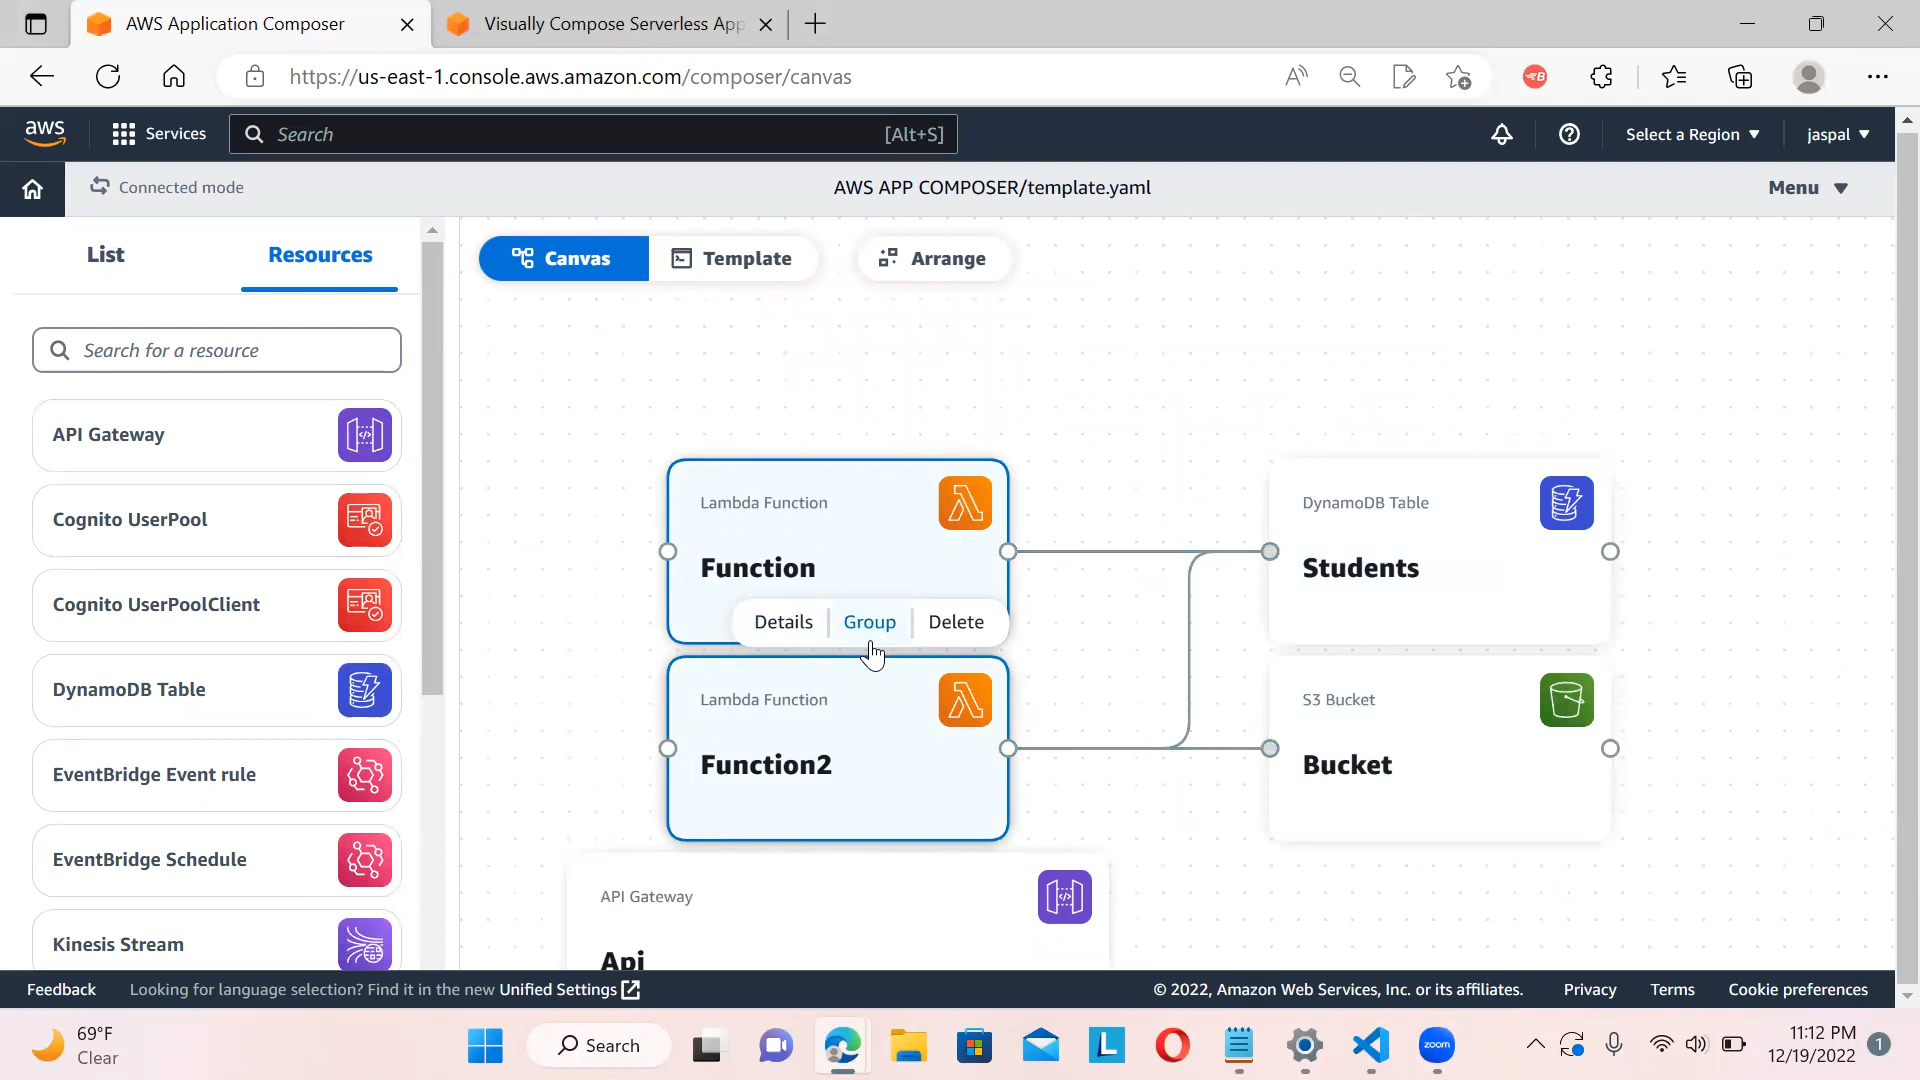 AWS Application Composer
Visually Compose Serverless App
https://us-east-1.console.aws.amazon.com/composer/canvas
aws
Services
Search
[Alt+S]
Select a Region
jaspal
Connected mode
AWS APP COMPOSER/template.yaml
Menu
List
Resources
Canvas
Template
Arrange
Search for a resource
API Gateway
Cognito UserPool
Cognito UserPoolClient
DynamoDB Table
EventBridge Event rule
EventBridge Schedule
Kinesis Stream
Lambda Function
Function
Details
Group
Delete
Lambda Function
Function2
DynamoDB Table
Students
S3 Bucket
Bucket
API Gateway
Api
Feedback
Looking for language selection? Find it in the new Unified Settings
© 2022, Amazon Web Services, Inc. or its affiliates.
Privacy
Terms
Cookie preferences
69°F
Clear
Search
L
zoom
11:12 PM
12/19/2022
1